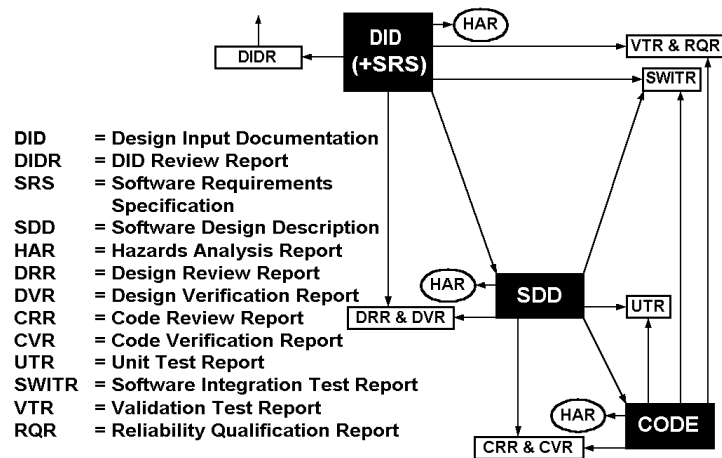 DID
(+SRS)
HAR
DIDR
VTR & RQR
SWITR
DID = Design Input Documentation
DIDR = DID Review Report
SRS = Software Requirements
Specification
SDD = Software Design Description
HAR = Hazards Analysis Report
DRR = Design Review Report
DVR = Design Verification Report
CRR = Code Review Report
CVR = Code Verification Report
UTR = Unit Test Report
SWITR = Software Integration Test Report
VTR = Validation Test Report
RQR = Reliability Qualification Report
HAR
SDD
DRR & DVR
UTR
HAR
CODE
CRR & CVR